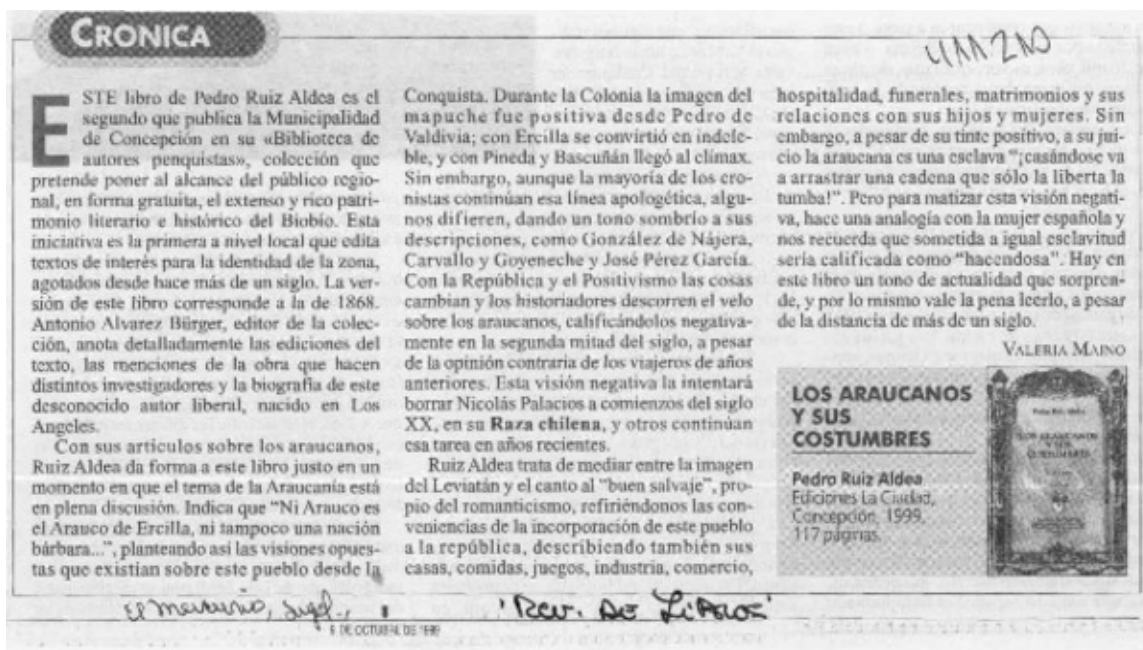 CRONICA
411210
ESTE libro de Pedro Ruiz Aldea es el
segundo que publica la Municipalidad
de Concepción en su «Biblioteca de
autores penquistas», colección que
pretende poner al alcance del público regio-
nal, en forma gratuita, el extenso y rico patri-
monio literario e histórico del Biobío. Esta
iniciativa es la primera a nivel local que edita
textos de interés para la identidad de la zona,
agotados desde hace más de un siglo. La ver-
sión de este libro corresponde a la de 1868.
Antonio Alvarez Bürger, editor de la colec-
ción, anota detalladamente las ediciones del
texto, las menciones de la obra que hacen
distintos investigadores y la biografía de este
desconocido autor liberal, nacido en Los
Angeles.
Con sus artículos sobre los araucanos,
Ruiz Aldea da forma a este libro justo en un
momento en que el tema de la Araucanía está
en plena discusión. Indica que “Ni Arauco es
el Arauco de Ercilla, ni tampoco una nación
bárbara...”, planteando así las visiones opues-
tas que existían sobre este pueblo desde la
Conquista. Durante la Colonia la imagen del
mapuche fue positiva desde Pedro de
Valdivia; con Ercilla se convirtió en indele-
ble, y con Pineda y Bascuñán llegó al clímax.
Sin embargo, aunque la mayoría de los cro-
nistas continúan esa línea apologética, algu-
nos difieren, dando un tono sombrío a sus
descripciones, como González de Nájera,
Carvallo y Goyeneche y José Pérez García.
Con la República y el Positivismo las cosas
cambian y los historiadores descorren el velo
sobre los araucanos, calificándolos negativa-
mente en la segunda mitad del siglo, a pesar
de la opinión contraria de los viajeros de años
anteriores. Esta visión negativa la intentará
borrar Nicolás Palacios a comienzos del siglo
XX, en su Raza chilena, y otros continúan
esa tarea en años recientes.
Ruiz Aldea trata de mediar entre la imagen
del Leviatán y el canto al “buen salvaje”, pro-
pio del romanticismo, refiriéndonos las con-
veniencias de la incorporación de este pueblo
a la república, describiendo también sus
casas, comidas, juegos, industria, comercio,
hospitalidad, funerales, matrimonios y sus
relaciones con sus hijos y mujeres. Sin
embargo, a pesar de su tinte positivo, a su jui-
cio la araucana es una esclava “¡casándose va
a arrastrar una cadena que sólo la liberta la
tumba!”. Pero para matizar esta visión negati-
va, hace una analogía con la mujer española y
nos recuerda que sometida a igual esclavitud
sería calificada como “hacendosa”. Hay en
este libro un tono de actualidad que sorpren-
de, y por lo mismo vale la pena leerlo, a pesar
de la distancia de más de un siglo.
VALERIA MAINO
LOS ARAUCANOS
Y SUS
COSTUMBRES
Pedro Ruiz Aldea
Ediciones La Ciudad,
Concepción, 1999,
117 páginas.
Pedro Ruiz Aldea
LOS ARAUCANOS
Y SUS
COSTUMBRES
El Mercurio, 'Rev. DE LiBROS'
DE OCTUBRE DE